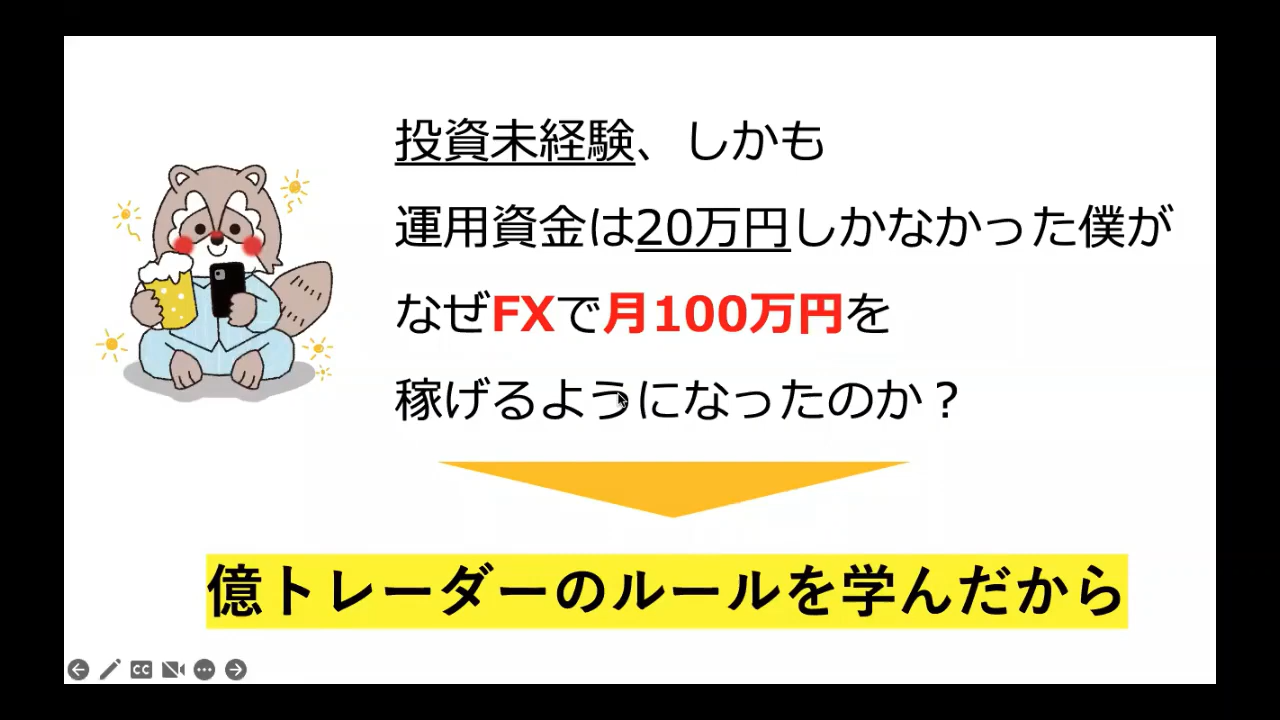 投資未経験、しかも
運用資金は20万円しかなかった僕が
なぜFXで月100万円を
稼げるようになったのか？
億トレーダーのルールを学んだから
CC